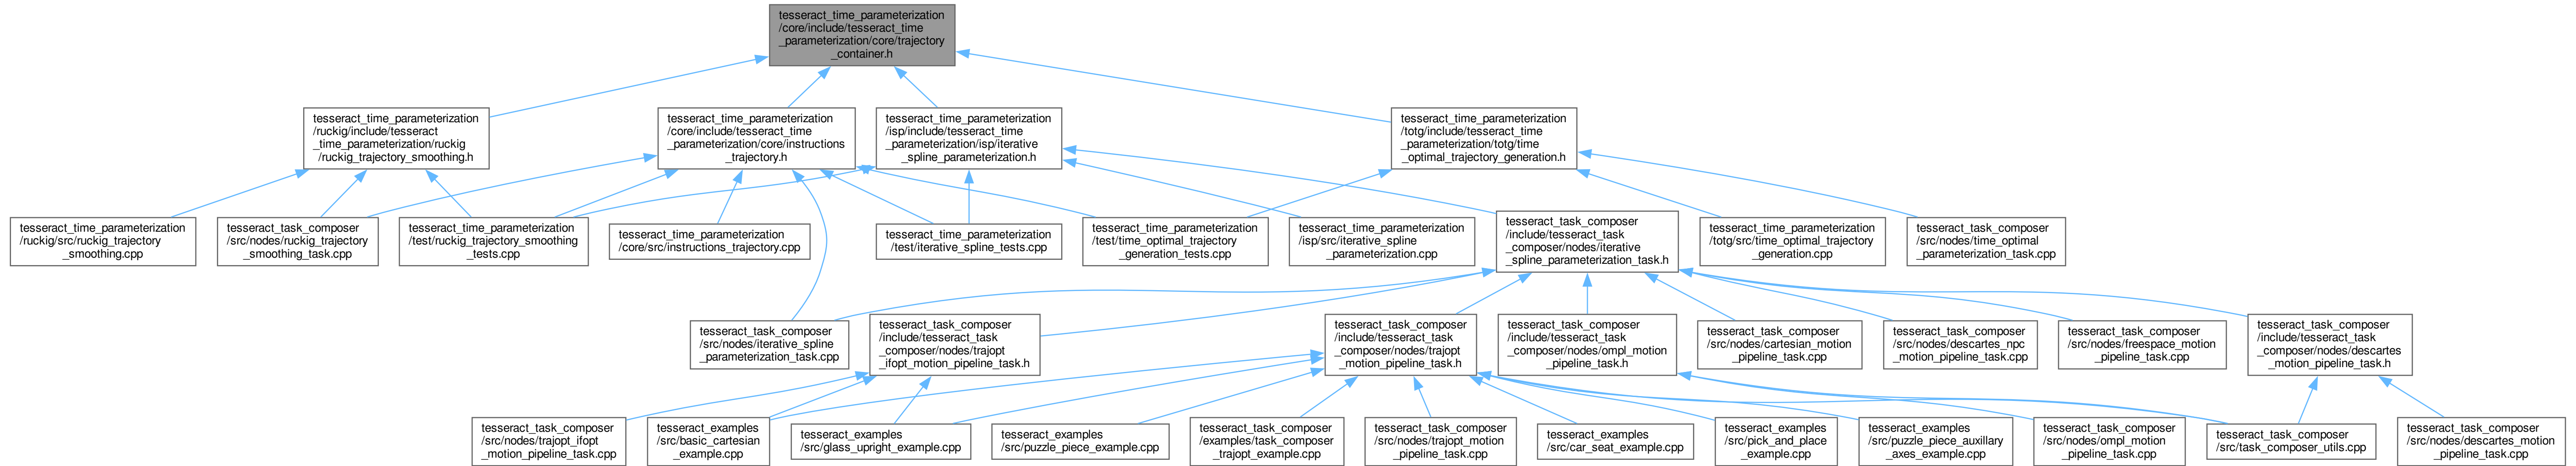 tesseract_time_parameterization
/core/include/tesseract_time
_parameterization/core/trajectory
_container.h
tesseract_time_parameterization
/ruckig/include/tesseract
_time_parameterization/ruckig
/ruckig_trajectory_smoothing.h
tesseract_time_parameterization
/core/include/tesseract_time
_parameterization/core/instructions
_trajectory.h
tesseract_time_parameterization
/isp/include/tesseract_time
_parameterization/isp/iterative
_spline_parameterization.h
tesseract_time_parameterization
/totg/include/tesseract_time
_parameterization/totg/time
_optimal_trajectory_generation.h
tesseract_time_parameterization
/ruckig/src/ruckig_trajectory
_smoothing.cpp
tesseract_task_composer
/src/nodes/ruckig_trajectory
_smoothing_task.cpp
tesseract_time_parameterization
/test/ruckig_trajectory_smoothing
_tests.cpp
tesseract_time_parameterization
/core/src/instructions_trajectory.cpp
tesseract_time_parameterization
/test/iterative_spline_tests.cpp
tesseract_time_parameterization
/test/time_optimal_trajectory
_generation_tests.cpp
tesseract_time_parameterization
/isp/src/iterative_spline
_parameterization.cpp
tesseract_task_composer
/include/tesseract_task
_composer/nodes/iterative
_spline_parameterization_task.h
tesseract_time_parameterization
/totg/src/time_optimal_trajectory
_generation.cpp
tesseract_task_composer
/src/nodes/time_optimal
_parameterization_task.cpp
tesseract_task_composer
/src/nodes/iterative_spline
_parameterization_task.cpp
tesseract_task_composer
/include/tesseract_task
_composer/nodes/trajopt
_ifopt_motion_pipeline_task.h
tesseract_task_composer
/include/tesseract_task
_composer/nodes/trajopt
_motion_pipeline_task.h
tesseract_task_composer
/include/tesseract_task
_composer/nodes/ompl_motion
_pipeline_task.h
tesseract_task_composer
/src/nodes/cartesian_motion
_pipeline_task.cpp
tesseract_task_composer
/src/nodes/descartes_npc
_motion_pipeline_task.cpp
tesseract_task_composer
/src/nodes/freespace_motion
_pipeline_task.cpp
tesseract_task_composer
/include/tesseract_task
_composer/nodes/descartes
_motion_pipeline_task.h
tesseract_task_composer
/src/nodes/trajopt_ifopt
_motion_pipeline_task.cpp
tesseract_examples
/src/basic_cartesian
_example.cpp
tesseract_examples
/src/glass_upright_example.cpp
tesseract_examples
/src/puzzle_piece_example.cpp
tesseract_task_composer
/examples/task_composer
_trajopt_example.cpp
tesseract_task_composer
/src/nodes/trajopt_motion
_pipeline_task.cpp
tesseract_examples
/src/car_seat_example.cpp
tesseract_examples
/src/pick_and_place
_example.cpp
tesseract_examples
/src/puzzle_piece_auxillary
_axes_example.cpp
tesseract_task_composer
/src/nodes/ompl_motion
_pipeline_task.cpp
tesseract_task_composer
/src/task_composer_utils.cpp
tesseract_task_composer
/src/nodes/descartes_motion
_pipeline_task.cpp